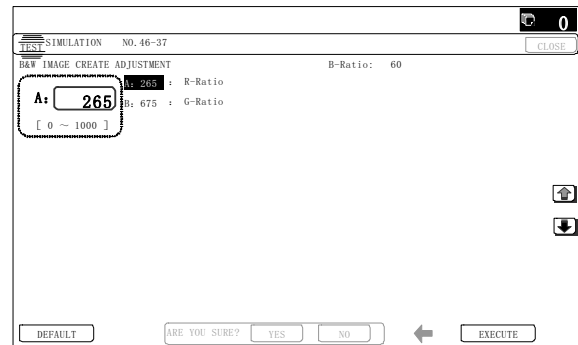 0
TEST SIMULATION NO.46-37
CLOSE
B&W IMAGE CREATE ADJUSTMENT B-Ratio: 60
A: 265 : R-Ratio
A: 265
B: 675 : G-Ratio
[ 0 ～ 1000 ]
DEFAULT ARE YOU SURE? YES NO EXECUTE